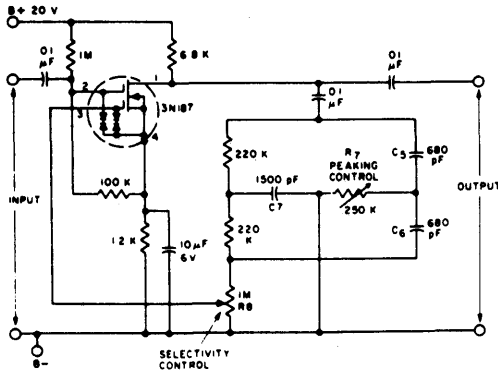 B+ 20 V
1M
6.8K
.01 µF
2
1
3N187
3
4
.01 µF
.01 µF
220 K
R7
PEAKING CONTROL
250 K
C5
680 pF
1500 pF
C7
INPUT
100 K
OUTPUT
1.2 K
10 µF
6V
220 K
C6
680 pF
1M
R8
SELECTIVITY CONTROL
B-